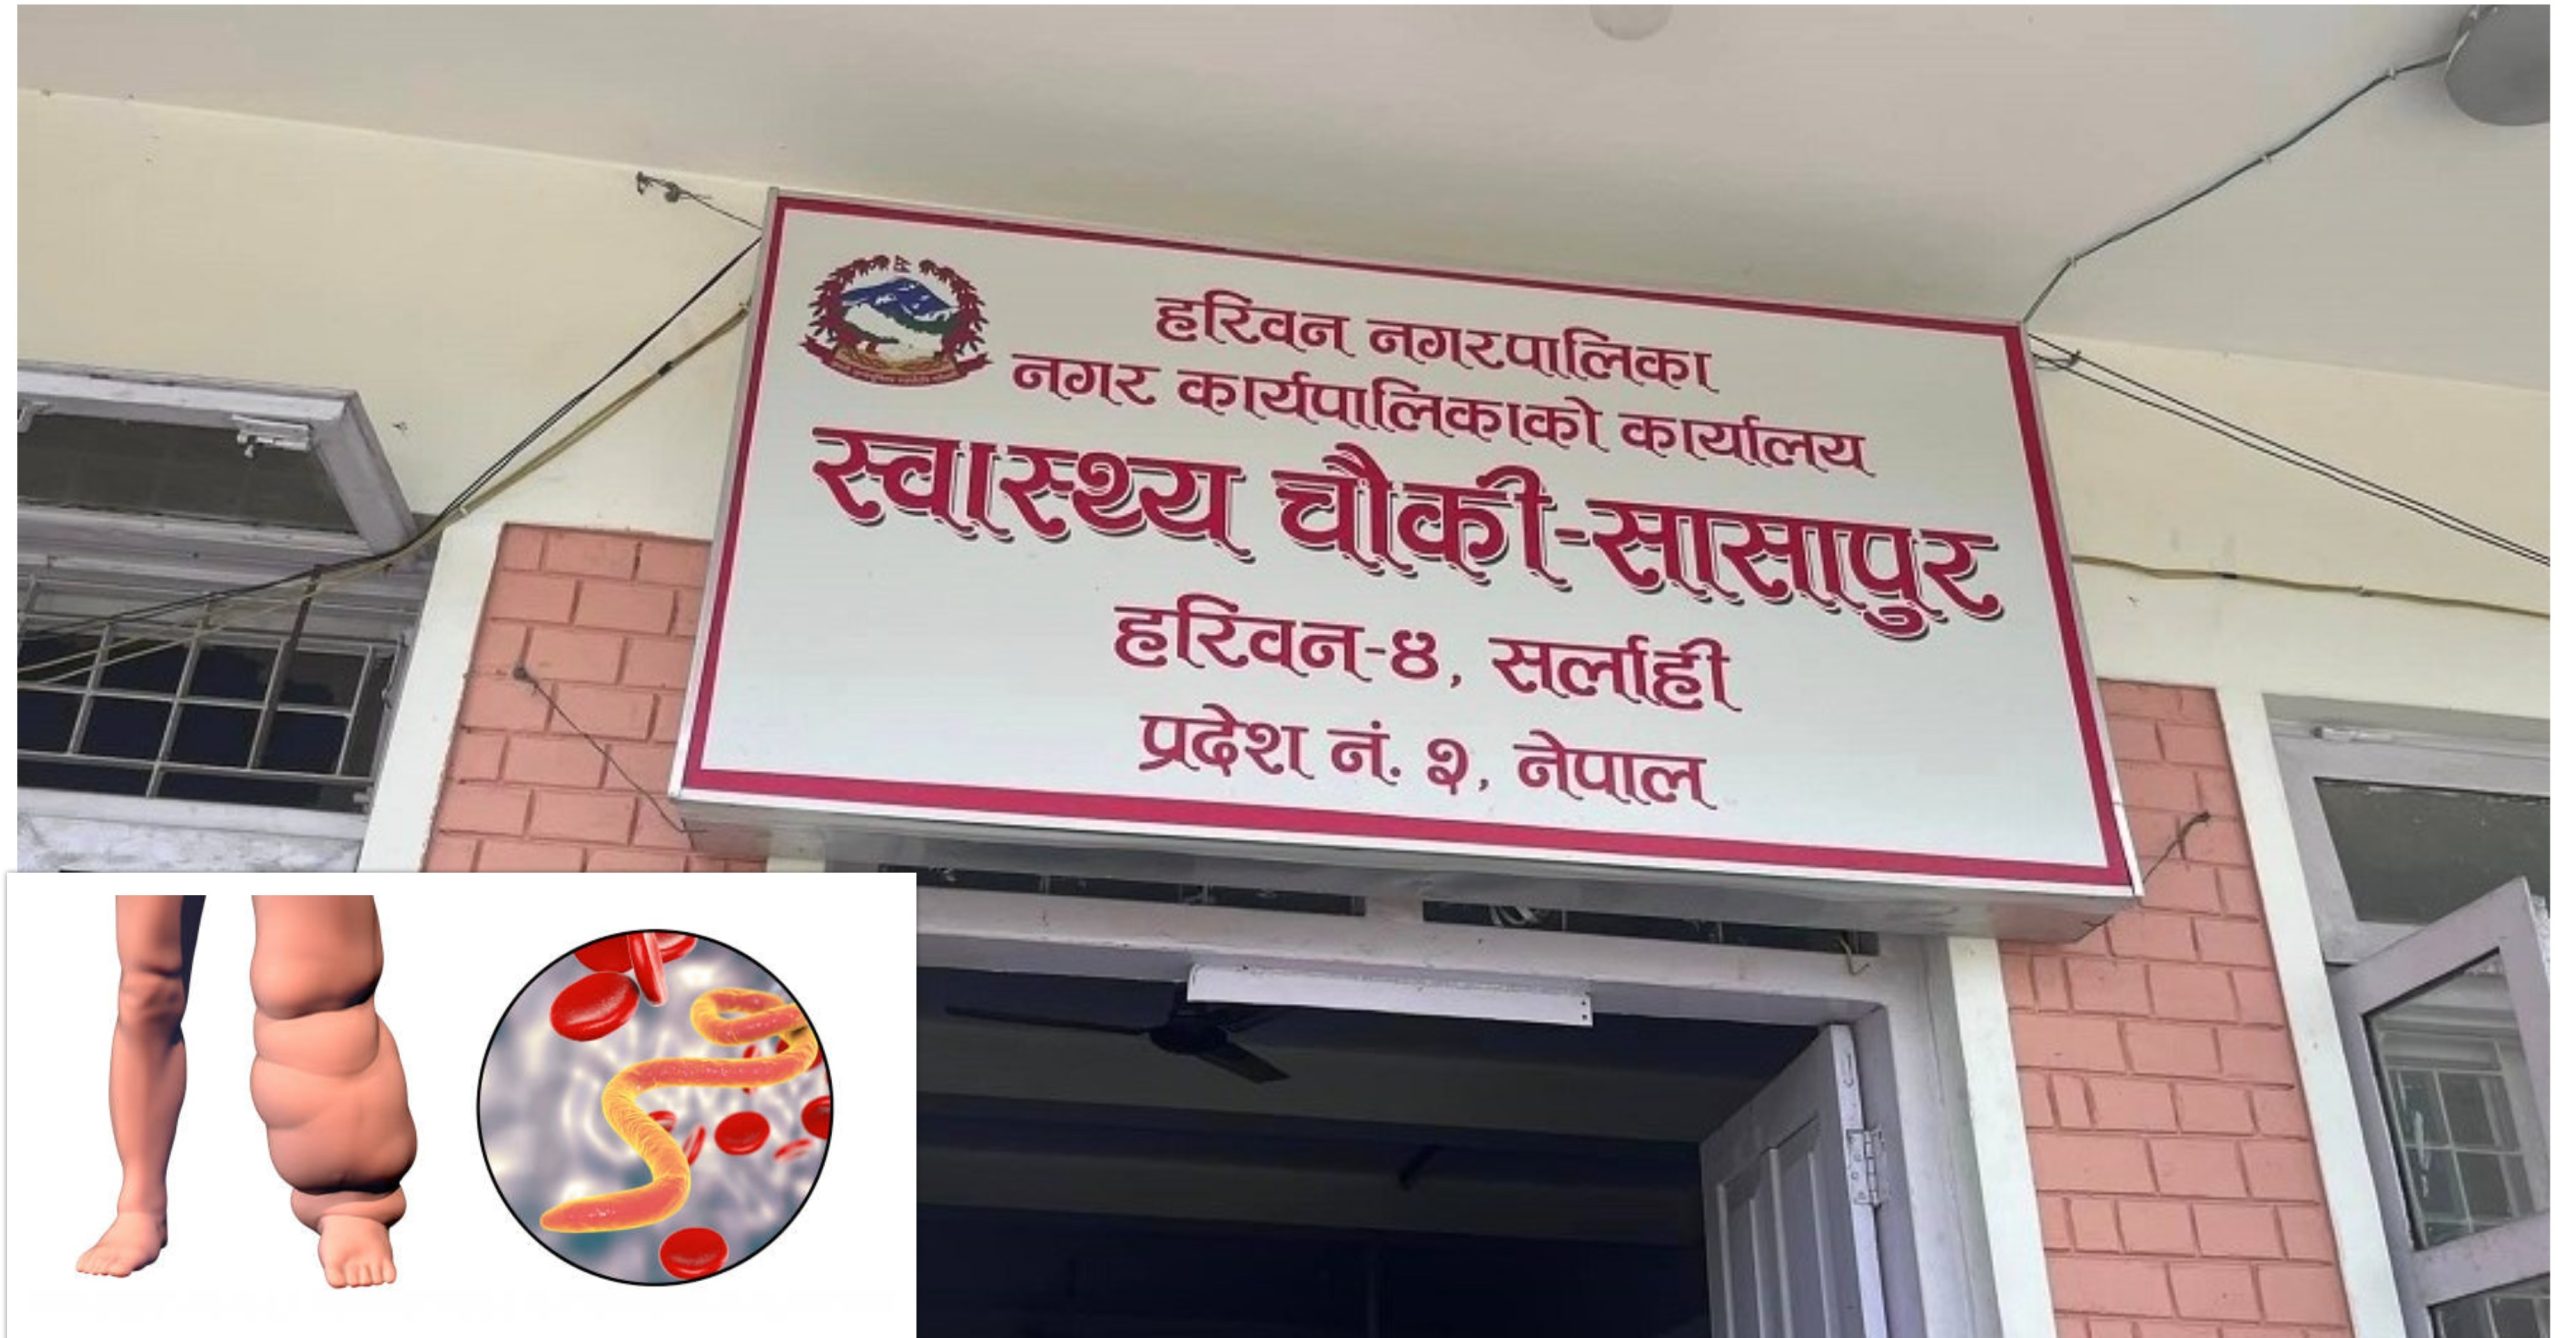 हरिवन नगरपालिका
नगर कार्यपालिकाको कार्यालय
स्वास्थ्य चौकी-सासापुर
हरिवन-४, सर्लाही
प्रदेश नं. २, नेपाल